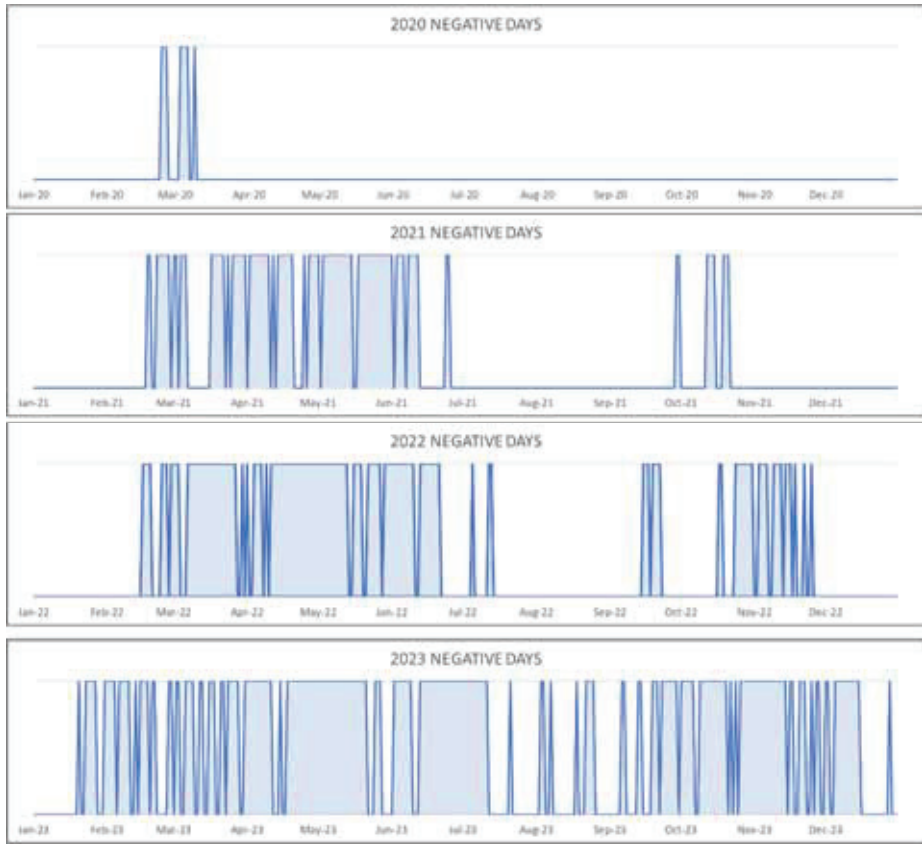 2020 NEGATIVE DAYS
Jan-20 Feb-20 Mar-20 Apr-20 May-20 Jun-20 Jul-20 Aug-20 Sep-20 Oct-20 Nov-20 Dec-20
2021 NEGATIVE DAYS
Jan-21 Feb-21 Mar-21 Apr-21 May-21 Jun-21 Jul-21 Aug-21 Sep-21 Oct-21 Nov-21 Dec-21
2022 NEGATIVE DAYS
Jan-22 Feb-22 Mar-22 Apr-22 May-22 Jun-22 Jul-22 Aug-22 Sep-22 Oct-22 Nov-22 Dec-22
2023 NEGATIVE DAYS
Jan-23 Feb-23 Mar-23 Apr-23 May-23 Jun-23 Jul-23 Aug-23 Sep-23 Oct-23 Nov-23 Dec-23